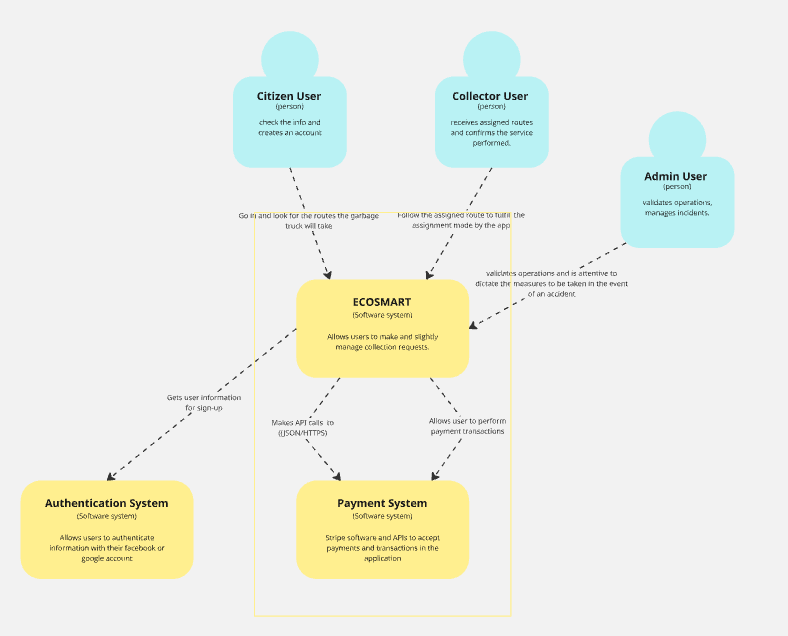 Citizen User
(person)
check the info and
creates an account
Collector User
(person)
receives assigned routes
and confirms the service
performed.
Admin User
(person)
validates operations,
manages incidents.
Go in and look for the routes the garbage
truck will take
Follow the assigned route to fulfill the
assignment made by the app
validates operations and is attentive to
dictate the measures to be taken in the event
of an accident.
ECOSMART
(Software system)
Allows users to make and slightly
manage collection requests.
Gets user information
for sign-up
Makes API calls to
((JSON/HTTPS)
Allows user to perform
payment transactions
Authentication System
(Software system)
Allows users to authenticate
information with their facebook or
google account
Payment System
(Software system)
Stripe software and APIs to accept
payments and transactions in the
application